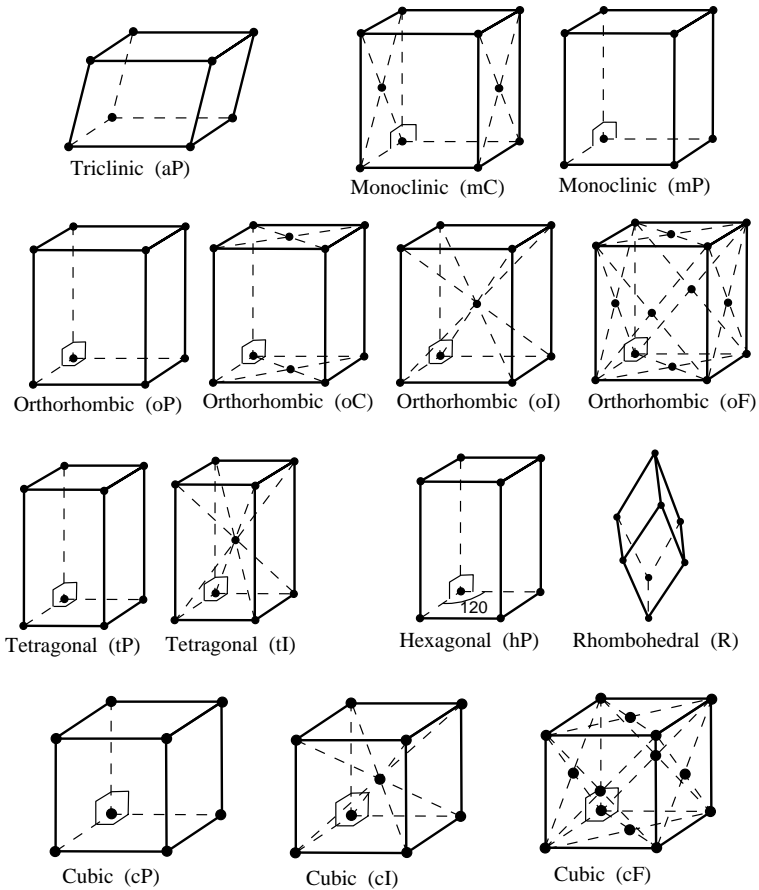 Triclinic (aP)
Monoclinic (mC)
Monoclinic (mP)
Orthorhombic (oP)
Orthorhombic (oC)
Orthorhombic (oI)
Orthorhombic (oF)
120
Tetragonal (tP)
Tetragonal (tI)
Hexagonal (hP)
Rhombohedral (R)
Cubic (cP)
Cubic (cI)
Cubic (cF)